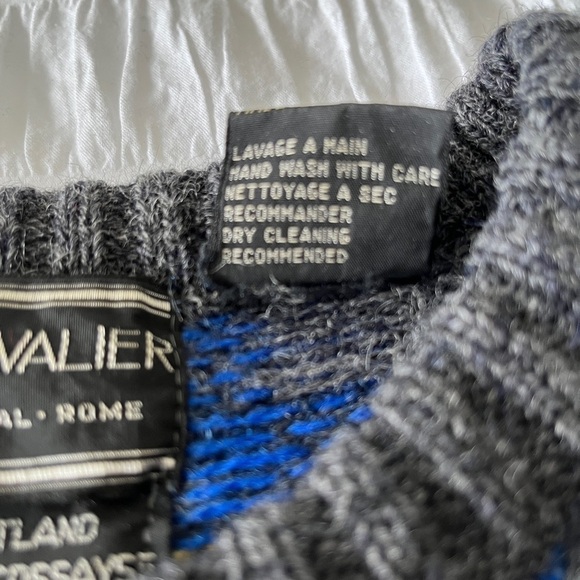 LAVAGE A MAIN
HAND WASH WITH CARE
NETTOYAGE A SEC
RECOMMANDER
DRY CLEANING
RECOMMENDED
VALIER
AL · ROME
TLAND